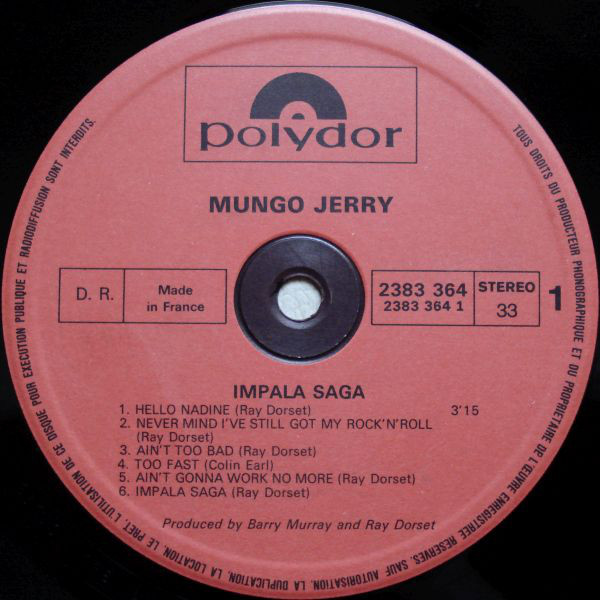 polydor
MUNGO JERRY
D. R.
Made
in France
2383 364
2383 364 1
STEREO
33
1
IMPALA SAGA
1. HELLO NADINE (Ray Dorset) 3'15
2. NEVER MIND I'VE STILL GOT MY ROCK'N'ROLL
(Ray Dorset)
3. AIN'T TOO BAD (Ray Dorset)
4. TOO FAST (Colin Earl)
5. AIN'T GONNA WORK NO MORE (Ray Dorset)
6. IMPALA SAGA (Ray Dorset)
Produced by Barry Murray and Ray Dorset
TOUS DROITS DU PRODUCTEUR PHONOGRAPHIQUE ET DU PROPRIETAIRE DE L'ŒUVRE ENREGISTREE RESERVES. SAUF AUTORISATION, LA DUPLICATION, LA LOCATION, LE PRET, L'UTILISATION DE CE DISQUE POUR EXECUTION PUBLIQUE ET RADIODIFFUSION SONT INTERDITS.